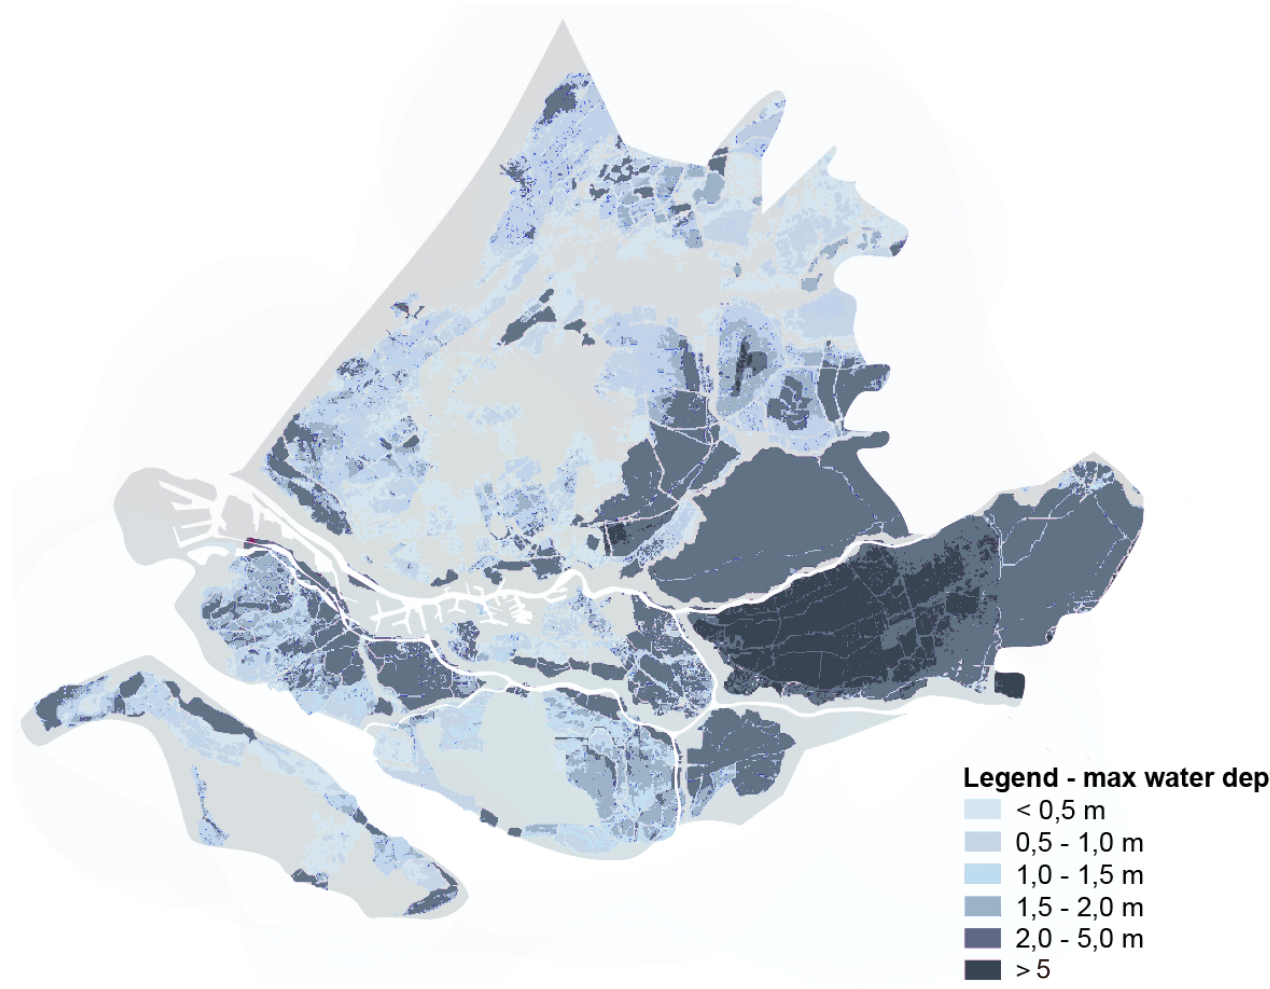 Legend - max water dep
< 0,5 m
0,5 - 1,0 m
1,0 - 1,5 m
1,5 - 2,0 m
2,0 - 5,0 m
> 5